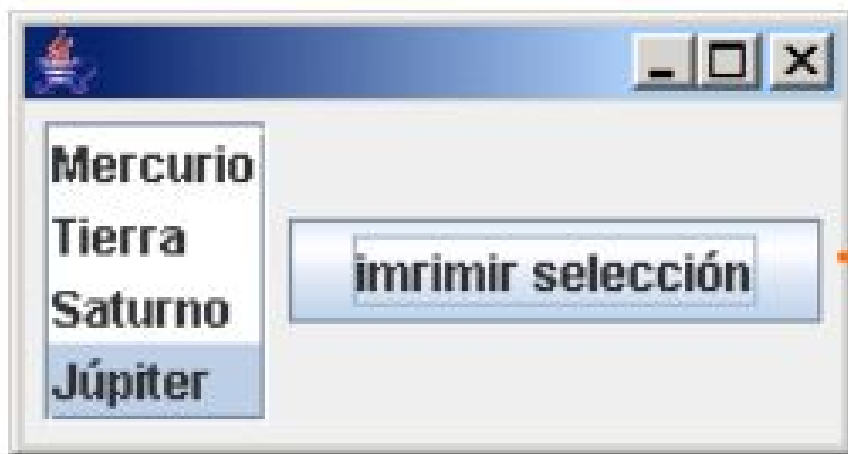 Mercurio
Tierra
Saturno
Júpiter
imrimir selección